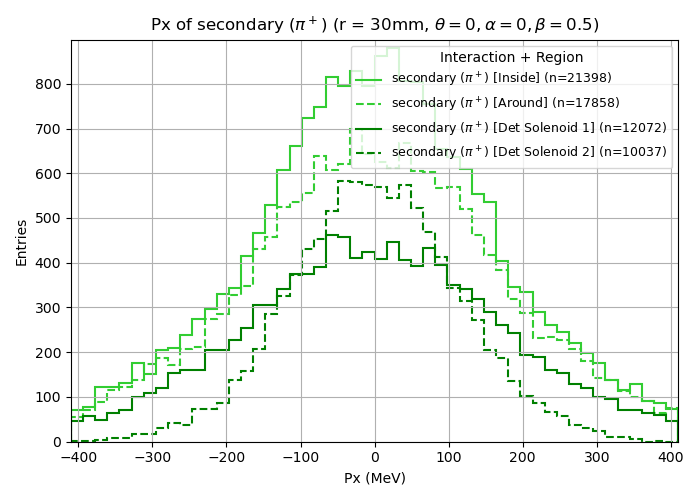 Px of secondary (π⁺) (r = 30mm, θ = 0, α = 0, β = 0.5)
Interaction + Region
secondary (π⁺) [Inside] (n=21398)
secondary (π⁺) [Around] (n=17858)
secondary (π⁺) [Det Solenoid 1] (n=12072)
secondary (π⁺) [Det Solenoid 2] (n=10037)
Entries
800
700
600
500
400
300
200
100
0
−400 −300 −200 −100 0 100 200 300 400
Px (MeV)